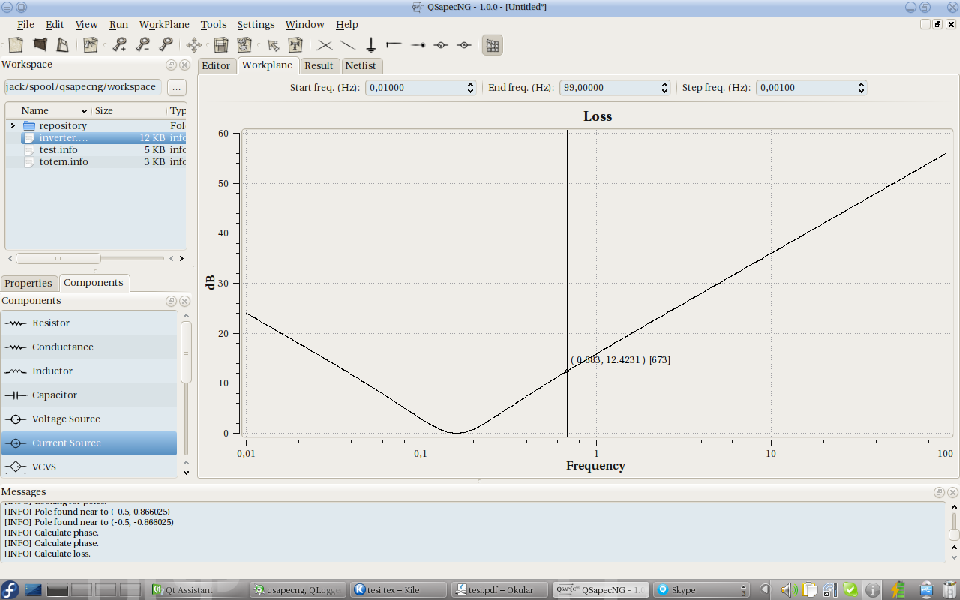 QSapecNG - 1.0.0 - [Untitled*]
File Edit View Run WorkPlane Tools Settings Window Help
Workspace
jack/spool/qsapecng/workspace ...
Name Size Typ
repository Fol
inverter.... 12 KB info
test.info 5 KB info
totem.info 3 KB info
Properties Components
Components
Resistor
Conductance
Inductor
Capacitor
Voltage Source
Current Source
VCVS
Editor Workplane Result Netlist
Start freq. (Hz): 0,01000 End freq. (Hz): 99,00000 Step freq. (Hz): 0,00100
Loss
60
50
40
30
20
10
0
dB
( 0.683, 12.4231 ) [673]
0.01 0.1 1 10 100
Frequency
Messages
[INFO] Pole found near to (-0.5, 0.866025)
[INFO] Pole found near to (-0.5, -0.866025)
[INFO] Calculate phase.
[INFO] Calculate phase.
[INFO] Calculate loss.
Qt Assistant
qsapecng, QLogg
tesi.tex – Kile
test.pdf – Okular
QSapecNG - 1.0
Skype